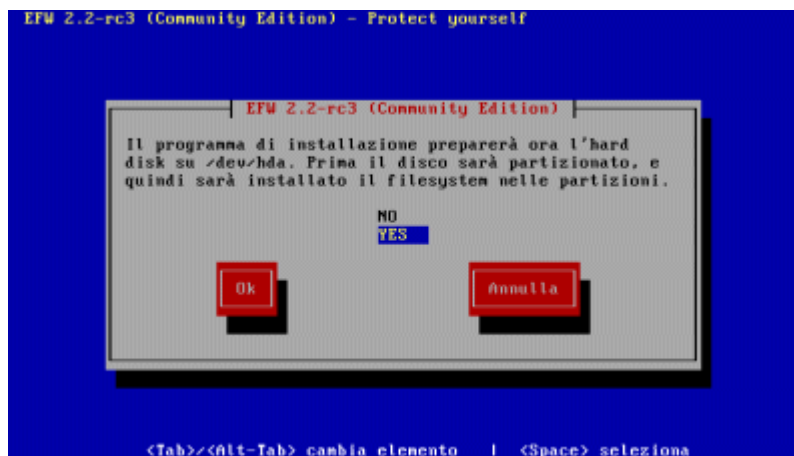 EFW 2.2-rc3 (Community Edition) - Protect yourself
EFW 2.2-rc3 (Community Edition)
Il programma di installazione preparerà ora l'hard
disk su /dev/hda. Prima il disco sarà partizionato, e
quindi sarà installato il filesystem nelle partizioni.
NO
YES
Ok
Annulla
<Tab>/<Alt-Tab> cambia elemento | <Space> seleziona